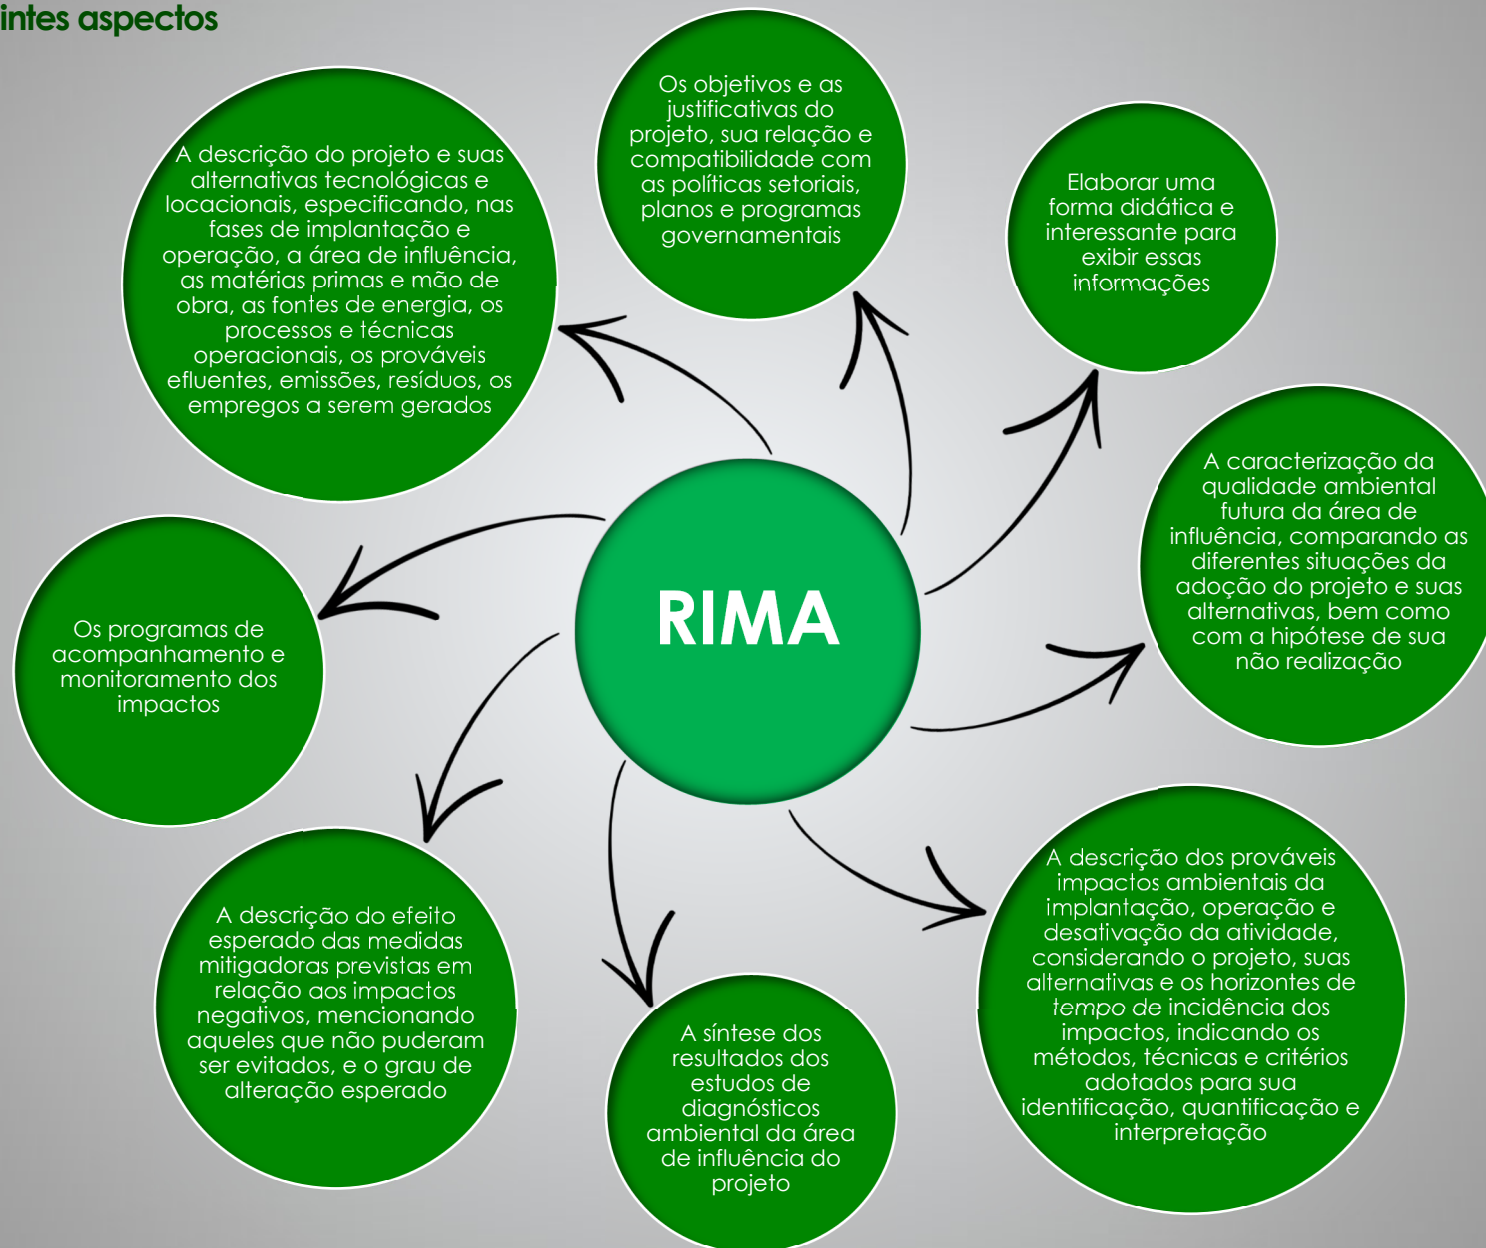 intes aspectos
Os objetivos e as
justificativas do
projeto, sua relação e
compatibilidade com
as políticas setoriais,
planos e programas
governamentais
A descrição do projeto e suas
alternativas tecnológicas e
locacionais, especificando, nas
fases de implantação e
operação, a área de influência,
as matérias primas e mão de
obra, as fontes de energia, os
processos e técnicas
operacionais, os prováveis
efluentes, emissões, resíduos, os
empregos a serem gerados
Elaborar uma
forma didática e
interessante para
exibir essas
informações
A caracterização da
qualidade ambiental
futura da área de
influência, comparando as
diferentes situações da
adoção do projeto e suas
alternativas, bem como
com a hipótese de sua
não realização
RIMA
Os programas de
acompanhamento e
monitoramento dos
impactos
A descrição dos prováveis
impactos ambientais da
implantação, operação e
desativação da atividade,
considerando o projeto, suas
alternativas e os horizontes de
tempo de incidência dos
impactos, indicando os
métodos, técnicas e critérios
adotados para sua
identificação, quantificação e
interpretação
A descrição do efeito
esperado das medidas
mitigadoras previstas em
relação aos impactos
negativos, mencionando
aqueles que não puderam
ser evitados, e o grau de
alteração esperado
A síntese dos
resultados dos
estudos de
diagnósticos
ambiental da área
de influência do
projeto